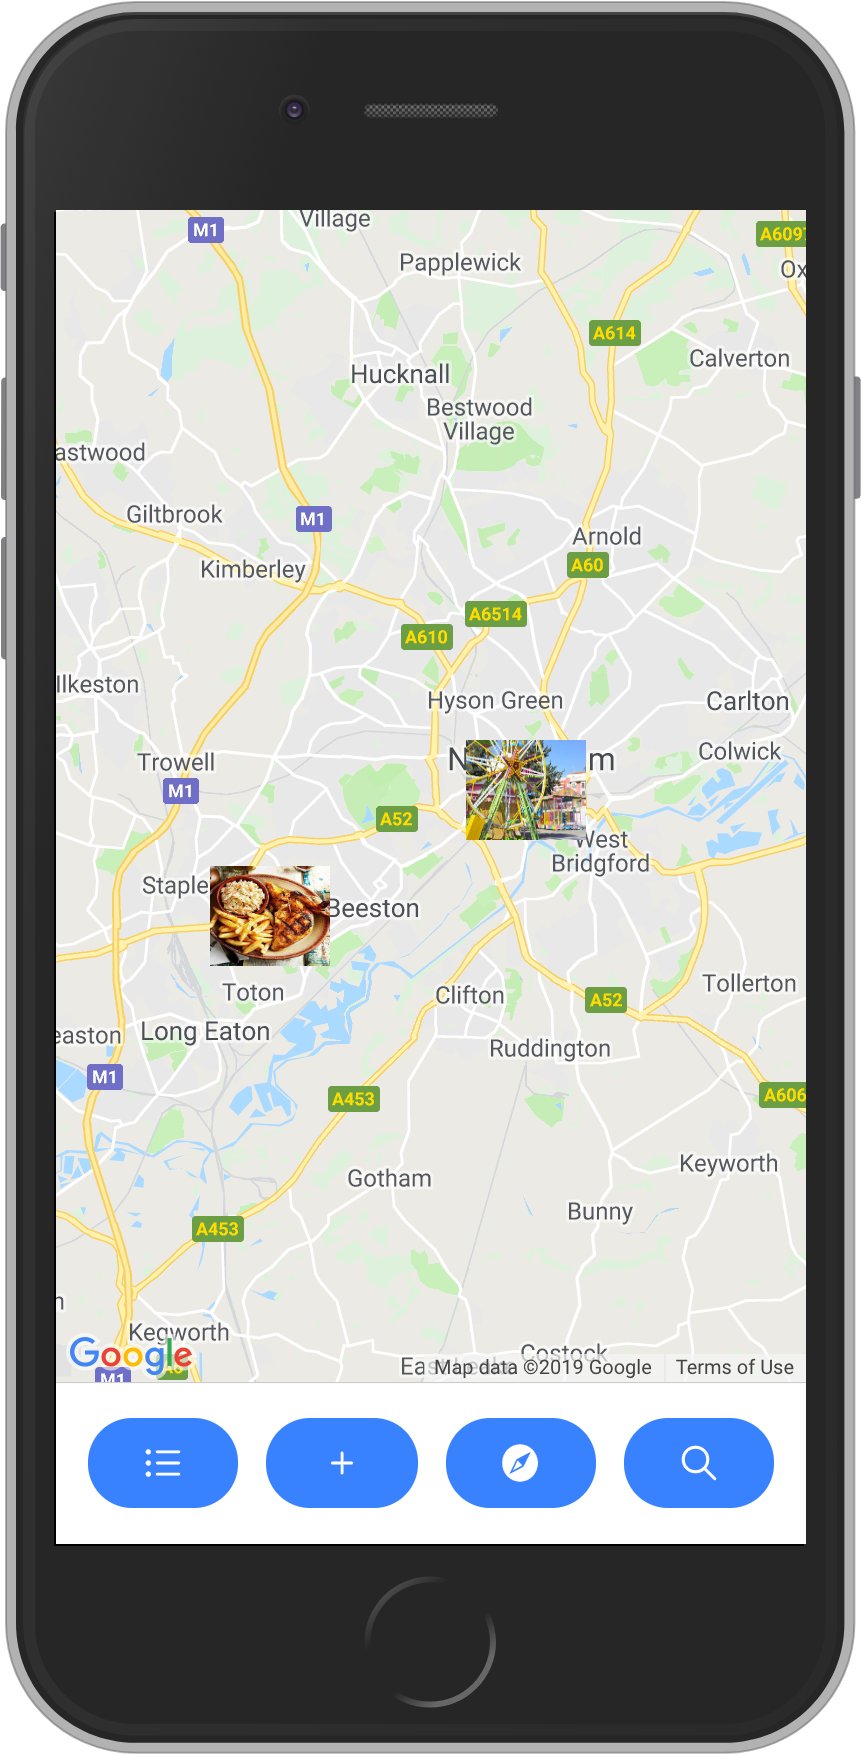 Village
M1
A6097
Papplewick
Ox
A614
Calverton
Hucknall
Bestwood
Village
astwood
Giltbrook
M1
Arnold
Kimberley
A60
A6514
A610
Ilkeston
Hyson Green
Carlton
Colwick
N
m
Trowell
M1
A52
West
Bridgford
Staple
Beeston
Toton
Clifton
A52
Tollerton
easton
Long Eaton
Ruddington
M1
A453
A606
Keyworth
Gotham
Bunny
A453
n
Kegworth
Costock
Google
Ea
Map data ©2019 Google
Terms of Use
M1